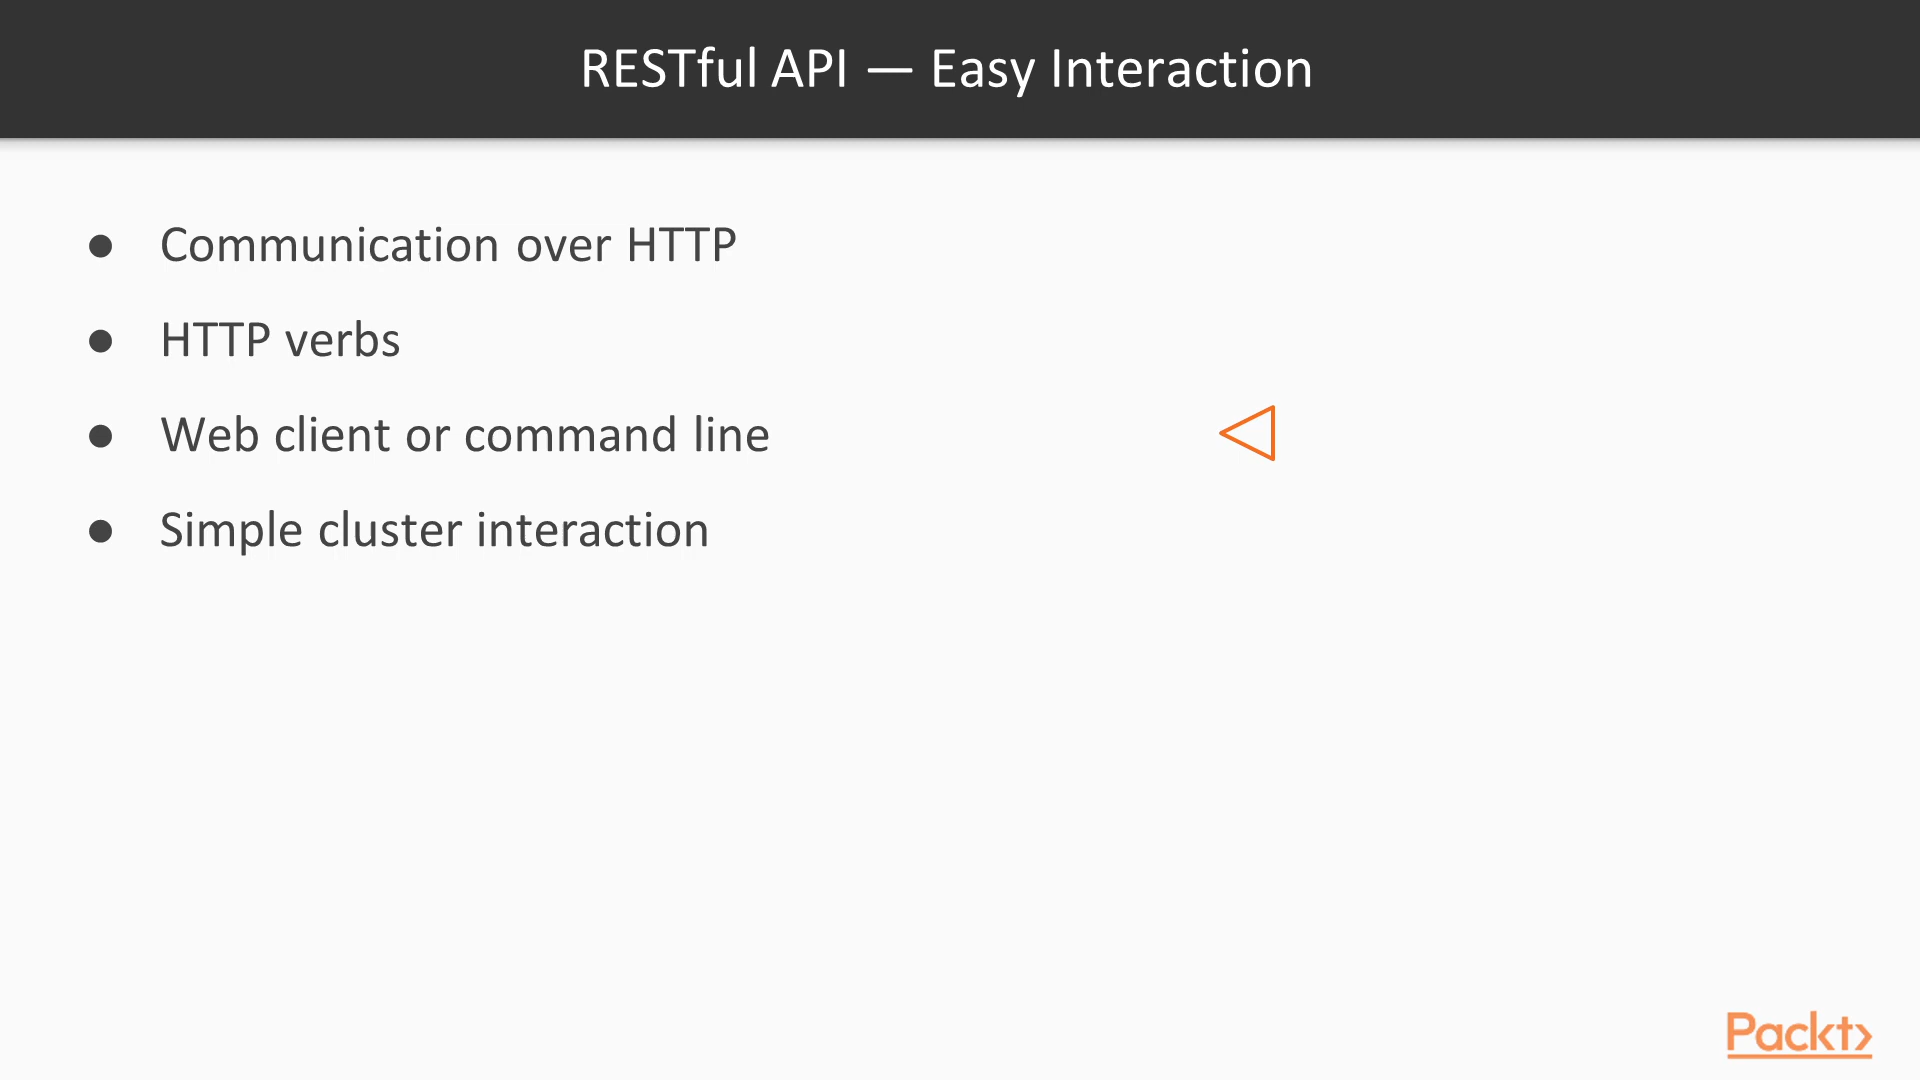 RESTful API — Easy Interaction
● Communication over HTTP
● HTTP verbs
● Web client or command line
● Simple cluster interaction
Packt>